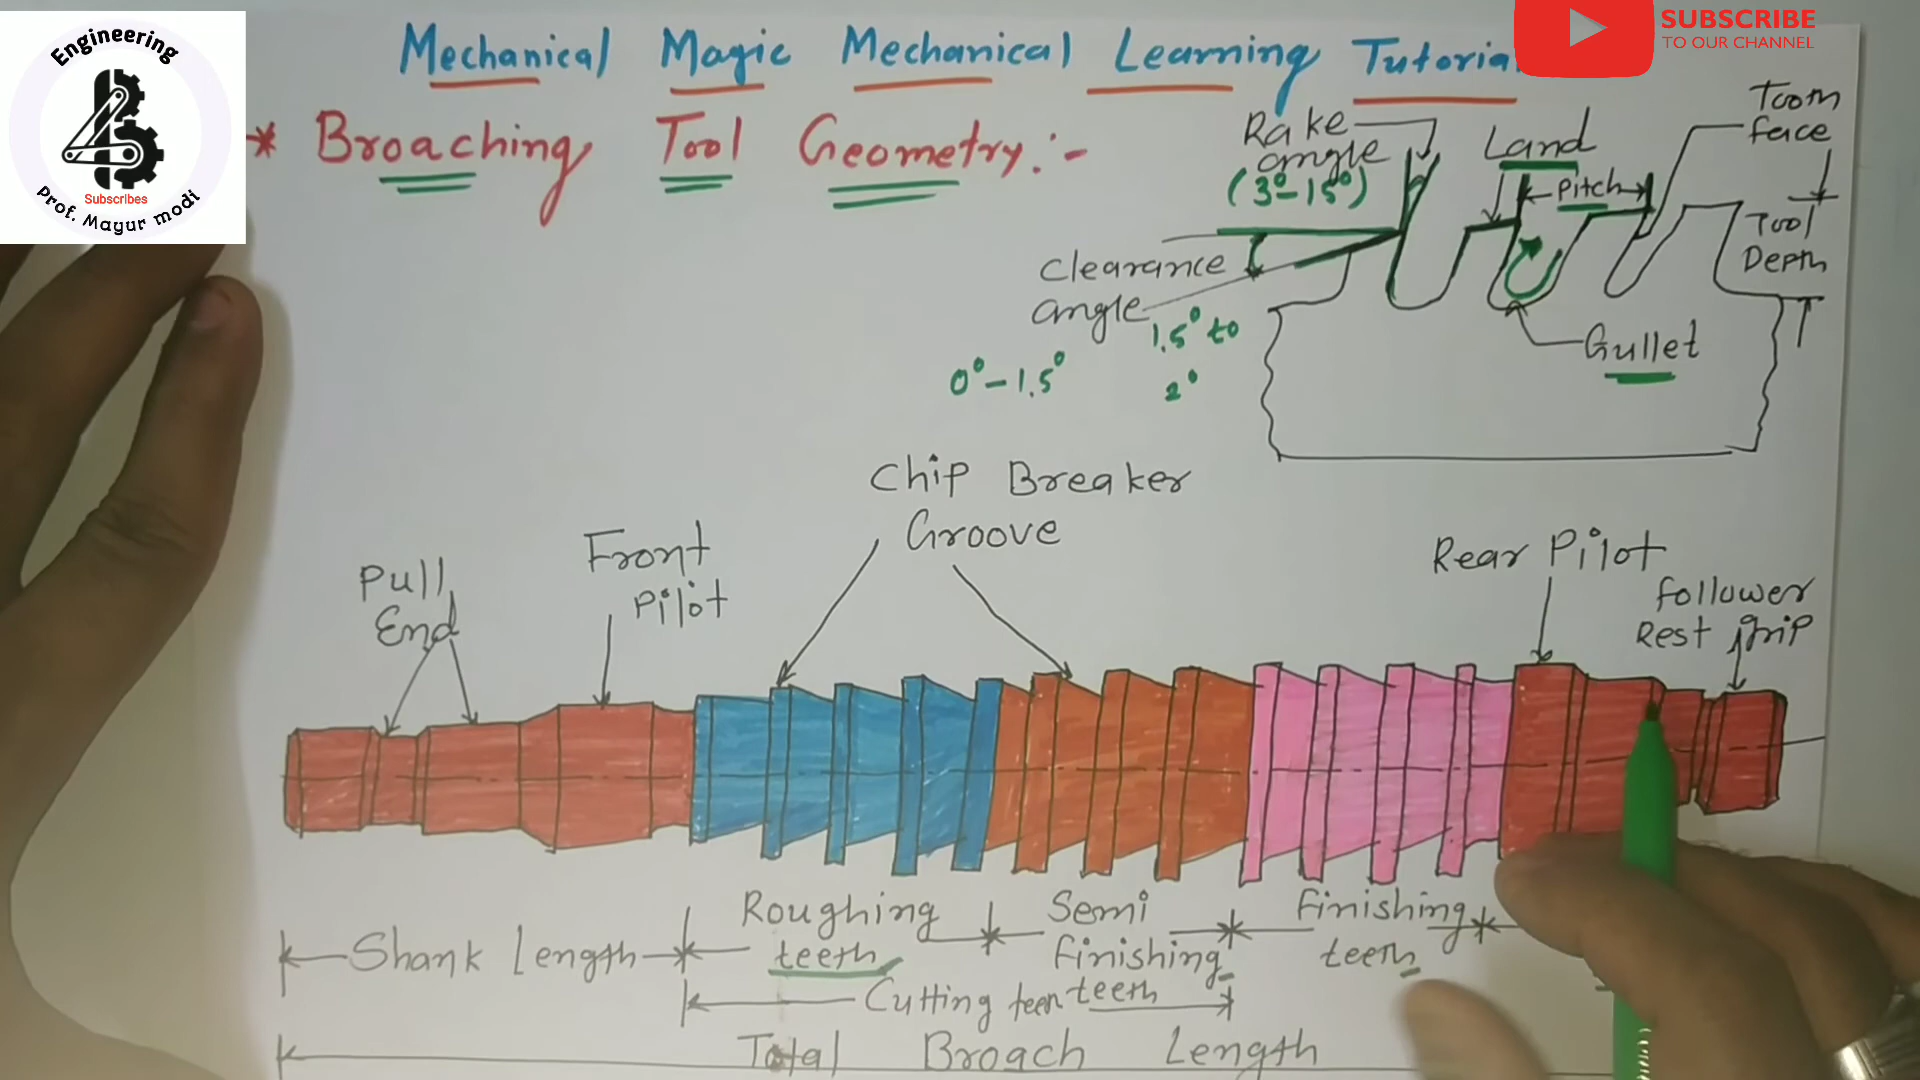 Engineering
Subscribes
Prof. Mayur modi
SUBSCRIBE
TO OUR CHANNEL
Mechanical Magic Mechanical Learning Tutorial
* Broaching Tool Geometry:-
Rake
angle
(3°-15°)
Land
Pitch
Tooth
face
Tool
Depth
Clearance
angle
1.5° to
2°
0°-1.5°
Gullet
Chip Breaker
Groove
Pull
End
Front
Pilot
Rear Pilot
Follower
Rest grip
Shank Length
Roughing
teeth
Semi
finishing
teeth
Finishing
teeth
Cutting teeth
Total Broach Length